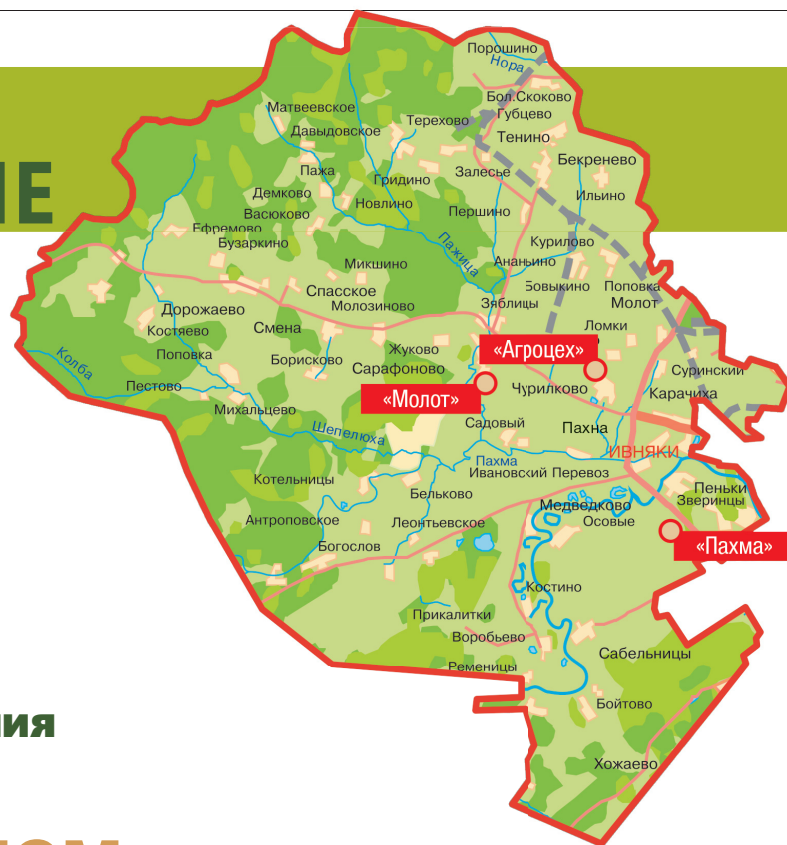 Порошино
Нора
Бол.Скоково
Губцево
Матвеевское
Терехово
Давыдовское
Тенино
Бекренево
ІЕ
Пажа
Залесье
Гридино
Демково
Ильино
Новлино
Васюково
Першино
Ефремово
Бузаркино
Курилово
Пажица
Ананьино
Микшино
Бовыкино
Поповка
Спасское
Зяблицы
Молот
Молозиново
Дорожаево
Смена
Ломки
Костяево
Жуково
«Агроцех»
Поповка
Борисково
Сарафоново
Колба
Суринский
Пестово
«Молот»
Чурилково
Карачиха
Михальцево
Садовый
Пахна
Шепелюха
ИВНЯКИ
Пахма
Ивановский Перевоз
Котельницы
Пеньки
Бельково
Зверинцы
Медведково
Антроповское
Леонтьевское
Осовые
Богослов
«Пахма»
Костино
Прикалитки
Воробьево
Сабельницы
Ременицы
Бойтово
ния
Хожаево